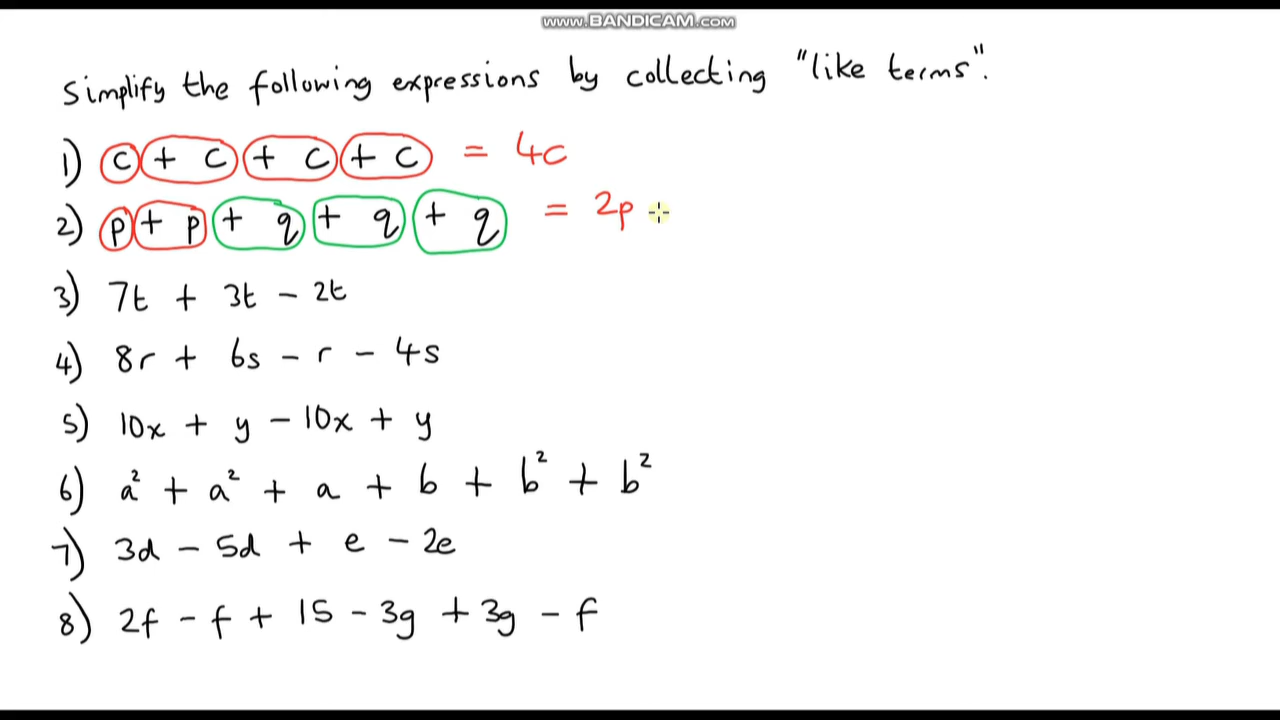 www.BANDICAM.com
Simplify the following expressions by collecting "like terms".
1) c + c + c + c = 4c
2) p + p + q + q + q = 2p
3) 7t + 3t - 2t
4) 8r + 6s - r - 4s
5) 10x + y - 10x + y
6) a² + a² + a + b + b² + b²
7) 3d - 5d + e - 2e
8) 2f - f + 15 - 3g + 3g - f